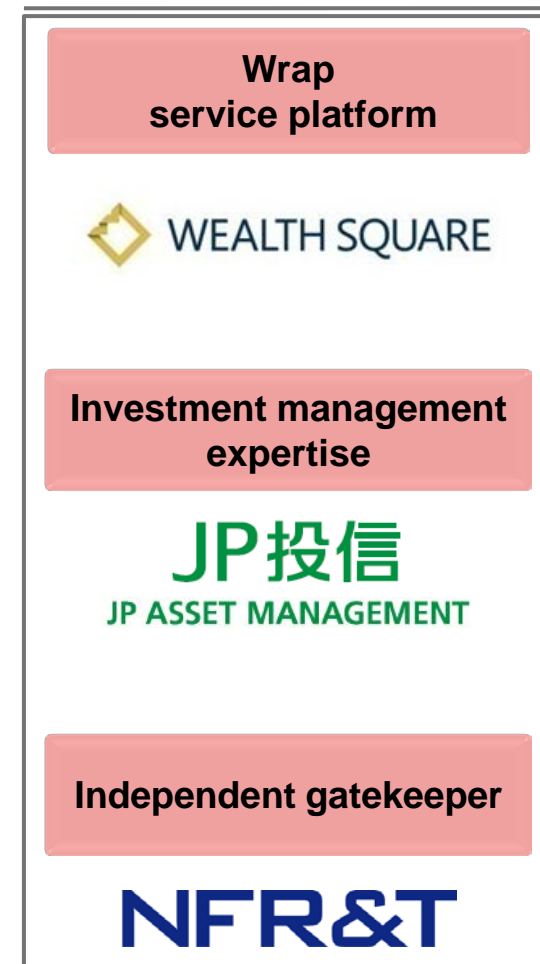 Wrap
service platform
WEALTH SQUARE
Investment management
expertise
JP投信
JP ASSET MANAGEMENT
Independent gatekeeper
NFR&T